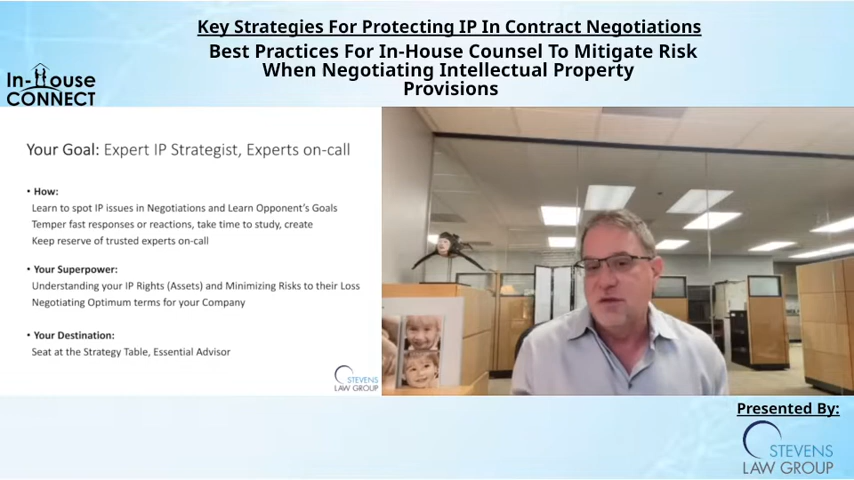 Key Strategies For Protecting IP In Contract Negotiations
Best Practices For In-House Counsel To Mitigate Risk
When Negotiating Intellectual Property
Provisions
In-House
CONNECT
Your Goal: Expert IP Strategist, Experts on-call
• How:
Learn to spot IP issues in Negotiations and Learn Opponent's Goals
Temper fast responses or reactions, take time to study, create
Keep reserve of trusted experts on-call
• Your Superpower:
Understanding your IP Rights (Assets) and Minimizing Risks to their Loss
Negotiating Optimum terms for your Company
• Your Destination:
Seat at the Strategy Table, Essential Advisor
STEVENS
LAW GROUP
Presented By:
STEVENS
LAW GROUP